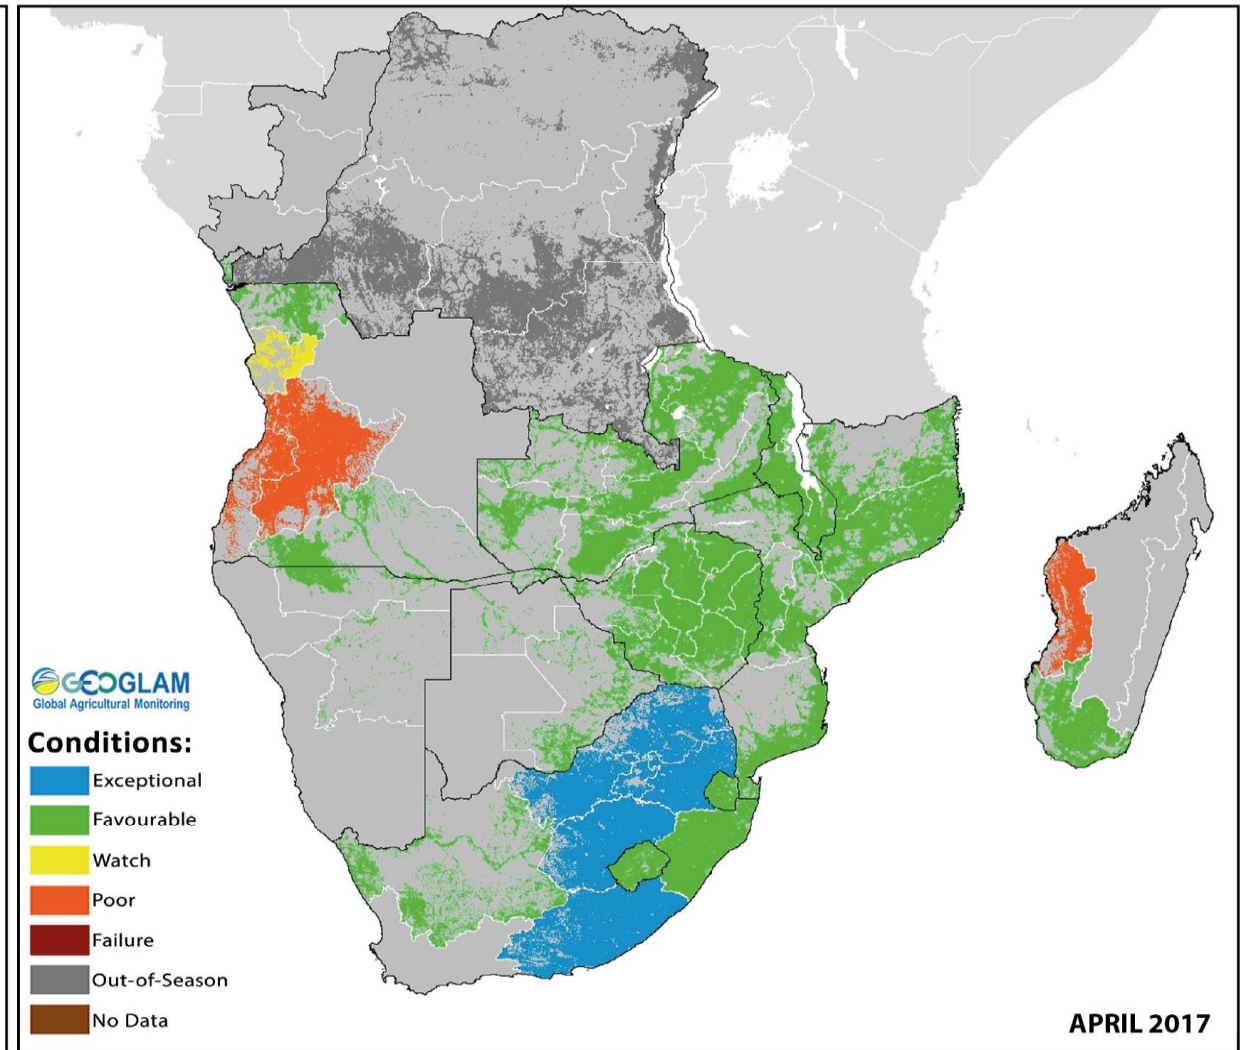 GEOGLAM
Global Agricultural Monitoring
Conditions:
Exceptional
Favourable
Watch
Poor
Failure
Out-of-Season
No Data
APRIL 2017